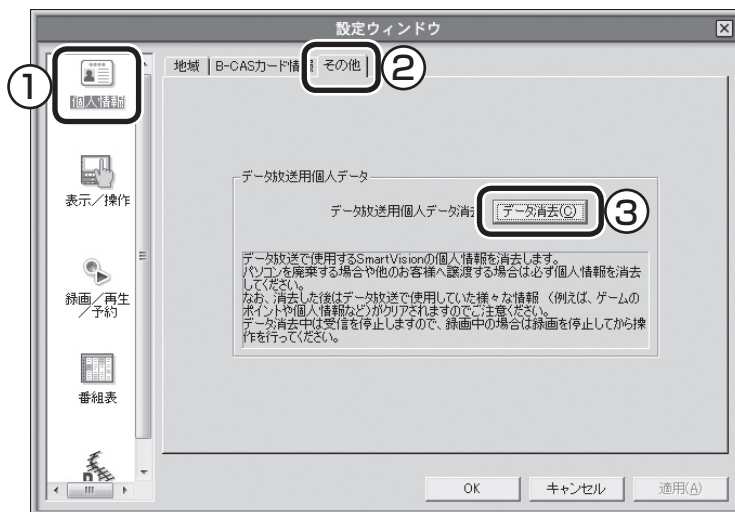 設定ウィンドウ
①
個人情報
表示／操作
録画／再生
／予約
番組表
地域
B-CASカード情報
その他
②
データ放送用個人データ
データ放送用個人データ消去
データ消去(C)
③
データ放送で使用するSmartVisionの個人情報を消去します。
パソコンを廃棄する場合や他のお客様へ譲渡する場合は必ず個人情報を消去
してください。
なお、消去した後はデータ放送で使用していた様々な情報（例えば、ゲームの
ポイントや個人情報など）がクリアされますのでご注意ください。
データ消去中は受信を停止しますので、録画中の場合は録画を停止してから操
作を行ってください。
OK
キャンセル
適用(A)